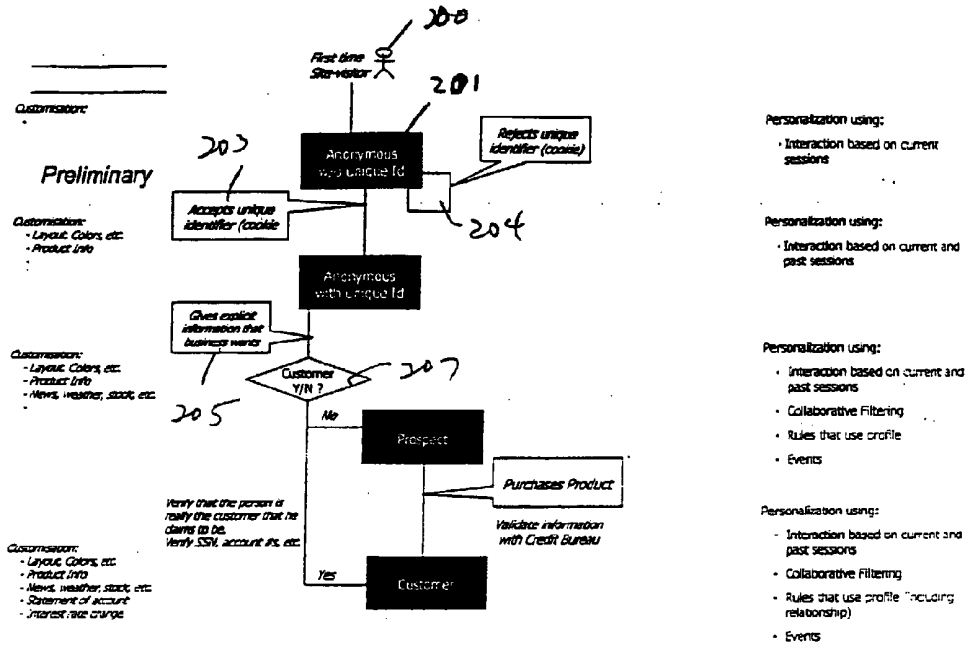 200
First time
Site-visitor
201
Customisation:
Rejects unique
identifier (cookie)
Personalization using:
203
Anonymous
w/o Unique Id
• Interaction based on current
sessions
Preliminary
Accepts unique
identifier (cookie
204
Customisation:
- Layout, Colors, etc.
- Product Info
Personalization using:
• Interaction based on current and
past sessions
Anonymous
with Unique Id
Gives explicit
information that
business wants
Customisation:
- Layout, Colors, etc.
- Product Info
- News, weather, stock, etc.
Customer
Y/N ?
207
205
Personalization using:
• Interaction based on current and
past sessions
• Collaborative Filtering
• Rules that use profile
• Events
No
Prospect
Purchases Product
Verify that the person is
really the customer that he
claims to be.
Verify SSN, account #s, etc.
Validate information
with Credit Bureau
Personalization using:
- Interaction based on current and
past sessions
• Collaborative Filtering
• Rules that use profile (including
relationship)
• Events
Customisation:
- Layout, Colors, etc.
- Product Info
- News, weather, stock, etc.
- Statement of account
- Interest rate change
Yes
Customer